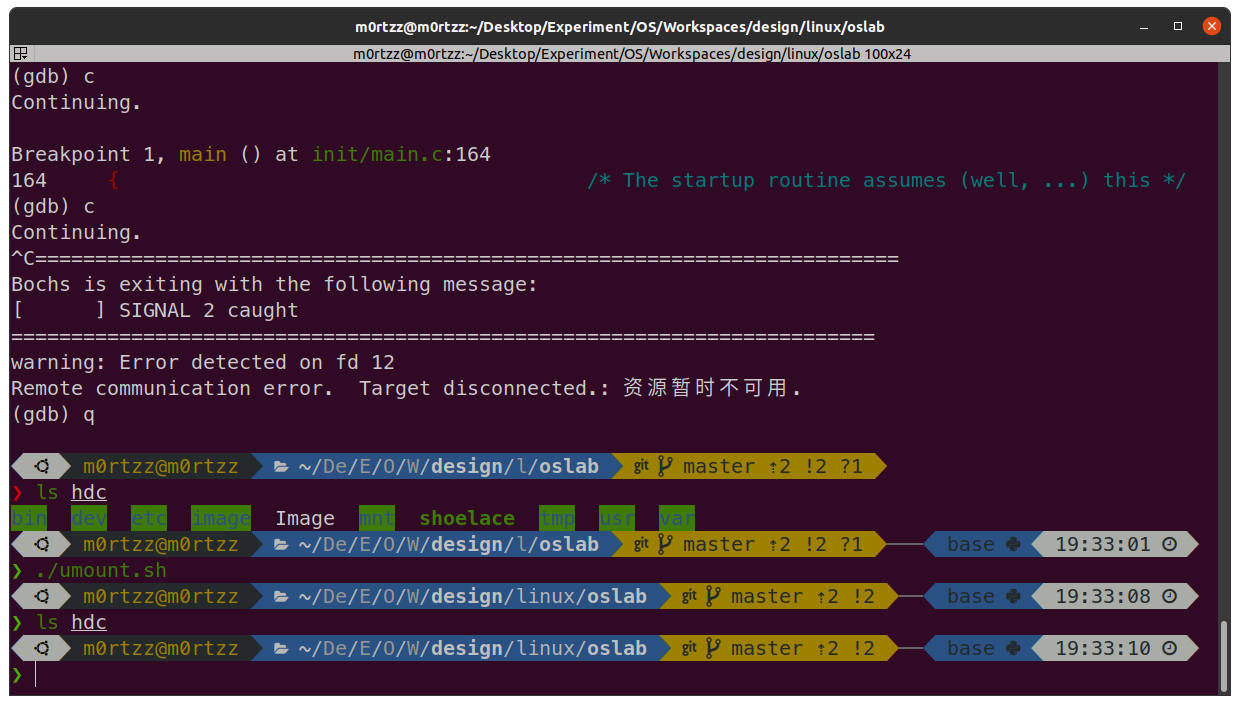 m0rtzz@m0rtzz:~/Desktop/Experiment/OS/Workspaces/design/linux/oslab
m0rtzz@m0rtzz:~/Desktop/Experiment/OS/Workspaces/design/linux/oslab 100x24
(gdb) c
Continuing.
Breakpoint 1, main () at init/main.c:164
164 { /* The startup routine assumes (well, ...) this */
(gdb) c
Continuing.
^C========================================================================
Bochs is exiting with the following message:
[      ] SIGNAL 2 caught
========================================================================
warning: Error detected on fd 12
Remote communication error.  Target disconnected.: 资源暂时不可用.
(gdb) q
m0rtzz@m0rtzz ~/De/E/O/W/design/l/oslab git master ⇡2 !2 ?1
❯ ls hdc
bin dev etc image Image mnt shoelace tmp usr var
m0rtzz@m0rtzz ~/De/E/O/W/design/l/oslab git master ⇡2 !2 ?1 base 19:33:01
❯ ./umount.sh
m0rtzz@m0rtzz ~/De/E/O/W/design/linux/oslab git master ⇡2 !2 base 19:33:08
❯ ls hdc
m0rtzz@m0rtzz ~/De/E/O/W/design/linux/oslab git master ⇡2 !2 base 19:33:10
❯